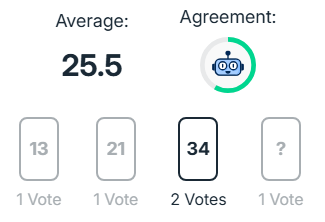 Average: Agreement:
25.5
13 21 34 ?
1 Vote 1 Vote 2 Votes 1 Vote